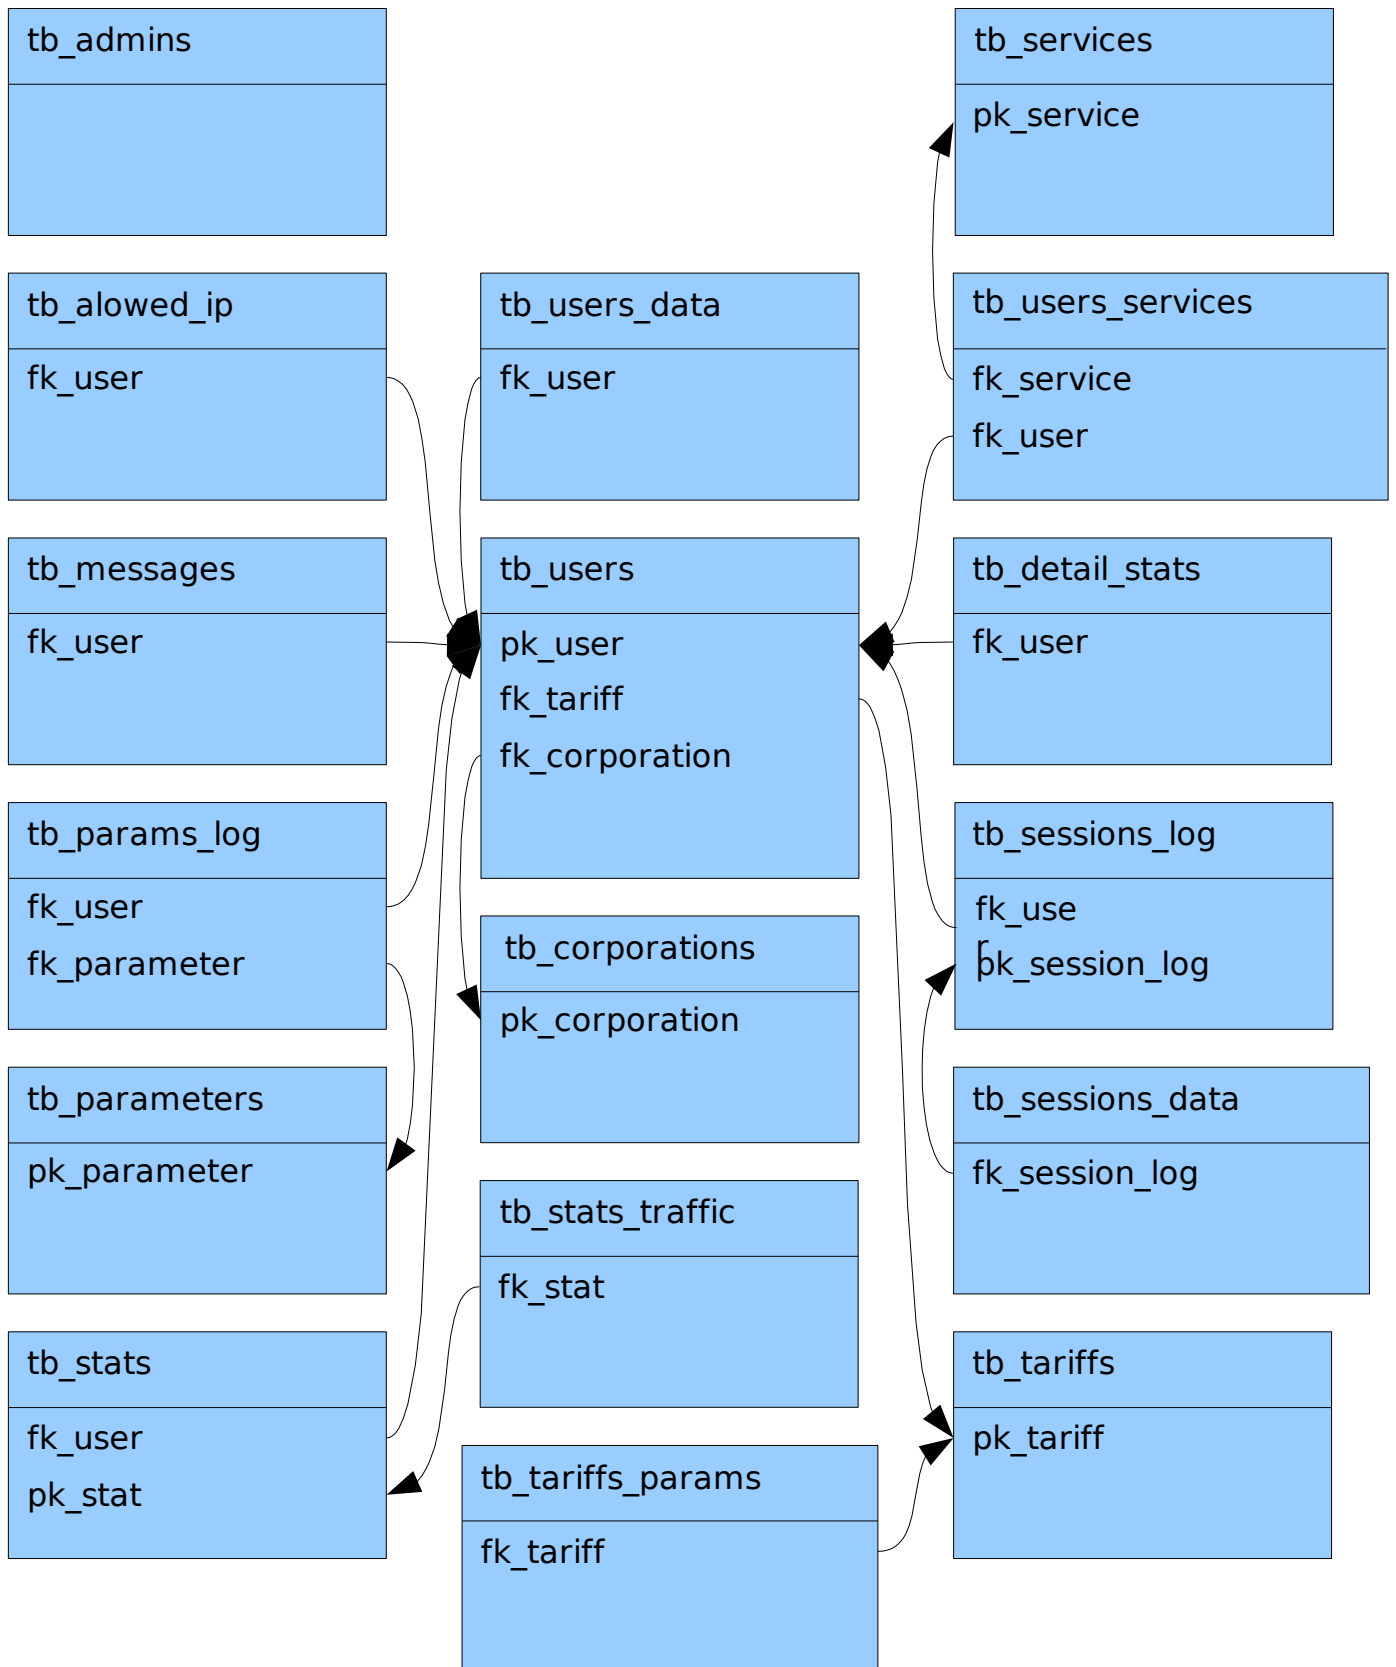 tb_admins
tb_services
pk_service
tb_alowed_ip
fk_user
tb_users_data
fk_user
tb_users_services
fk_service
fk_user
tb_messages
fk_user
tb_users
pk_user
fk_tariff
fk_corporation
tb_detail_stats
fk_user
tb_params_log
fk_user
fk_parameter
tb_corporations
pk_corporation
tb_sessions_log
fk_use
r
pk_session_log
tb_parameters
pk_parameter
tb_stats_traffic
fk_stat
tb_sessions_data
fk_session_log
tb_stats
fk_user
pk_stat
tb_tariffs_params
fk_tariff
tb_tariffs
pk_tariff